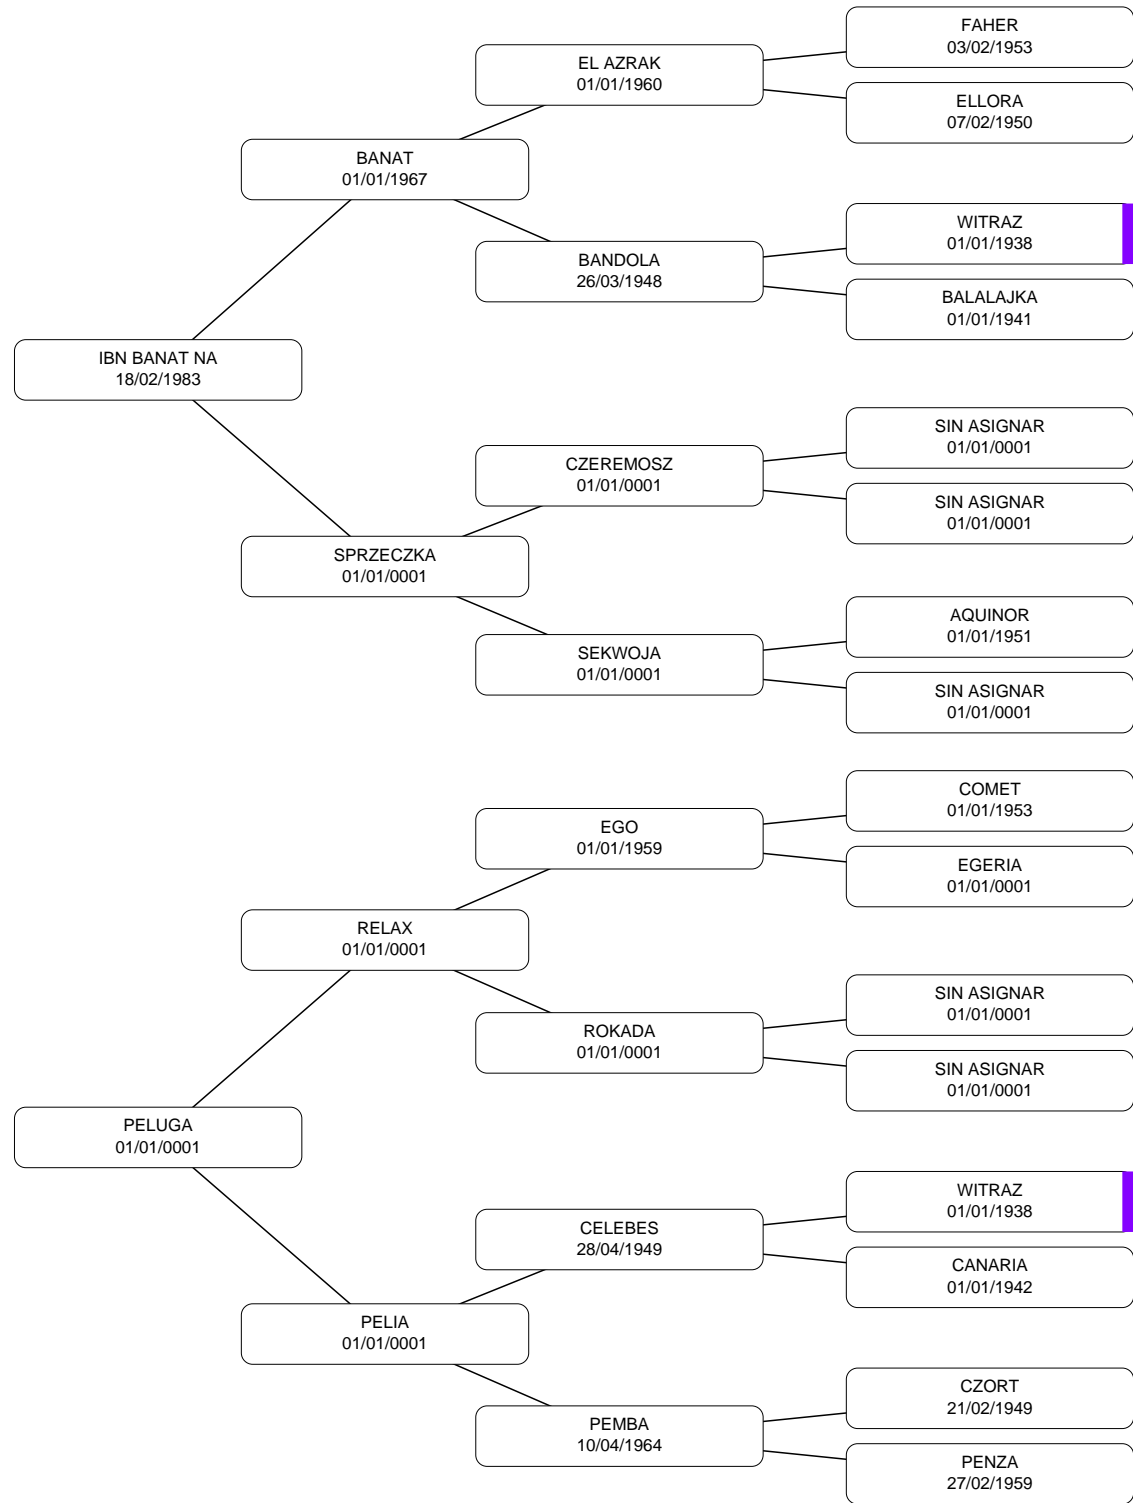 FAHER
03/02/1953
EL AZRAK
01/01/1960
ELLORA
07/02/1950
BANAT
01/01/1967
WITRAZ
01/01/1938
BANDOLA
26/03/1948
BALALAJKA
01/01/1941
IBN BANAT NA
18/02/1983
SIN ASIGNAR
01/01/0001
CZEREMOSZ
01/01/0001
SIN ASIGNAR
01/01/0001
SPRZECZKA
01/01/0001
AQUINOR
01/01/1951
SEKWOJA
01/01/0001
SIN ASIGNAR
01/01/0001
COMET
01/01/1953
EGO
01/01/1959
EGERIA
01/01/0001
RELAX
01/01/0001
SIN ASIGNAR
01/01/0001
ROKADA
01/01/0001
SIN ASIGNAR
01/01/0001
PELUGA
01/01/0001
WITRAZ
01/01/1938
CELEBES
28/04/1949
CANARIA
01/01/1942
PELIA
01/01/0001
CZORT
21/02/1949
PEMBA
10/04/1964
PENZA
27/02/1959